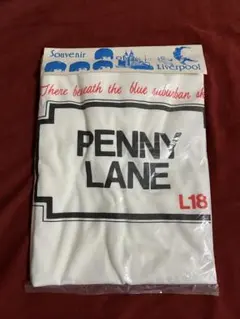 Souvenir
Liverpool
There beneath the blue suburban
PENNY
LANE
L18